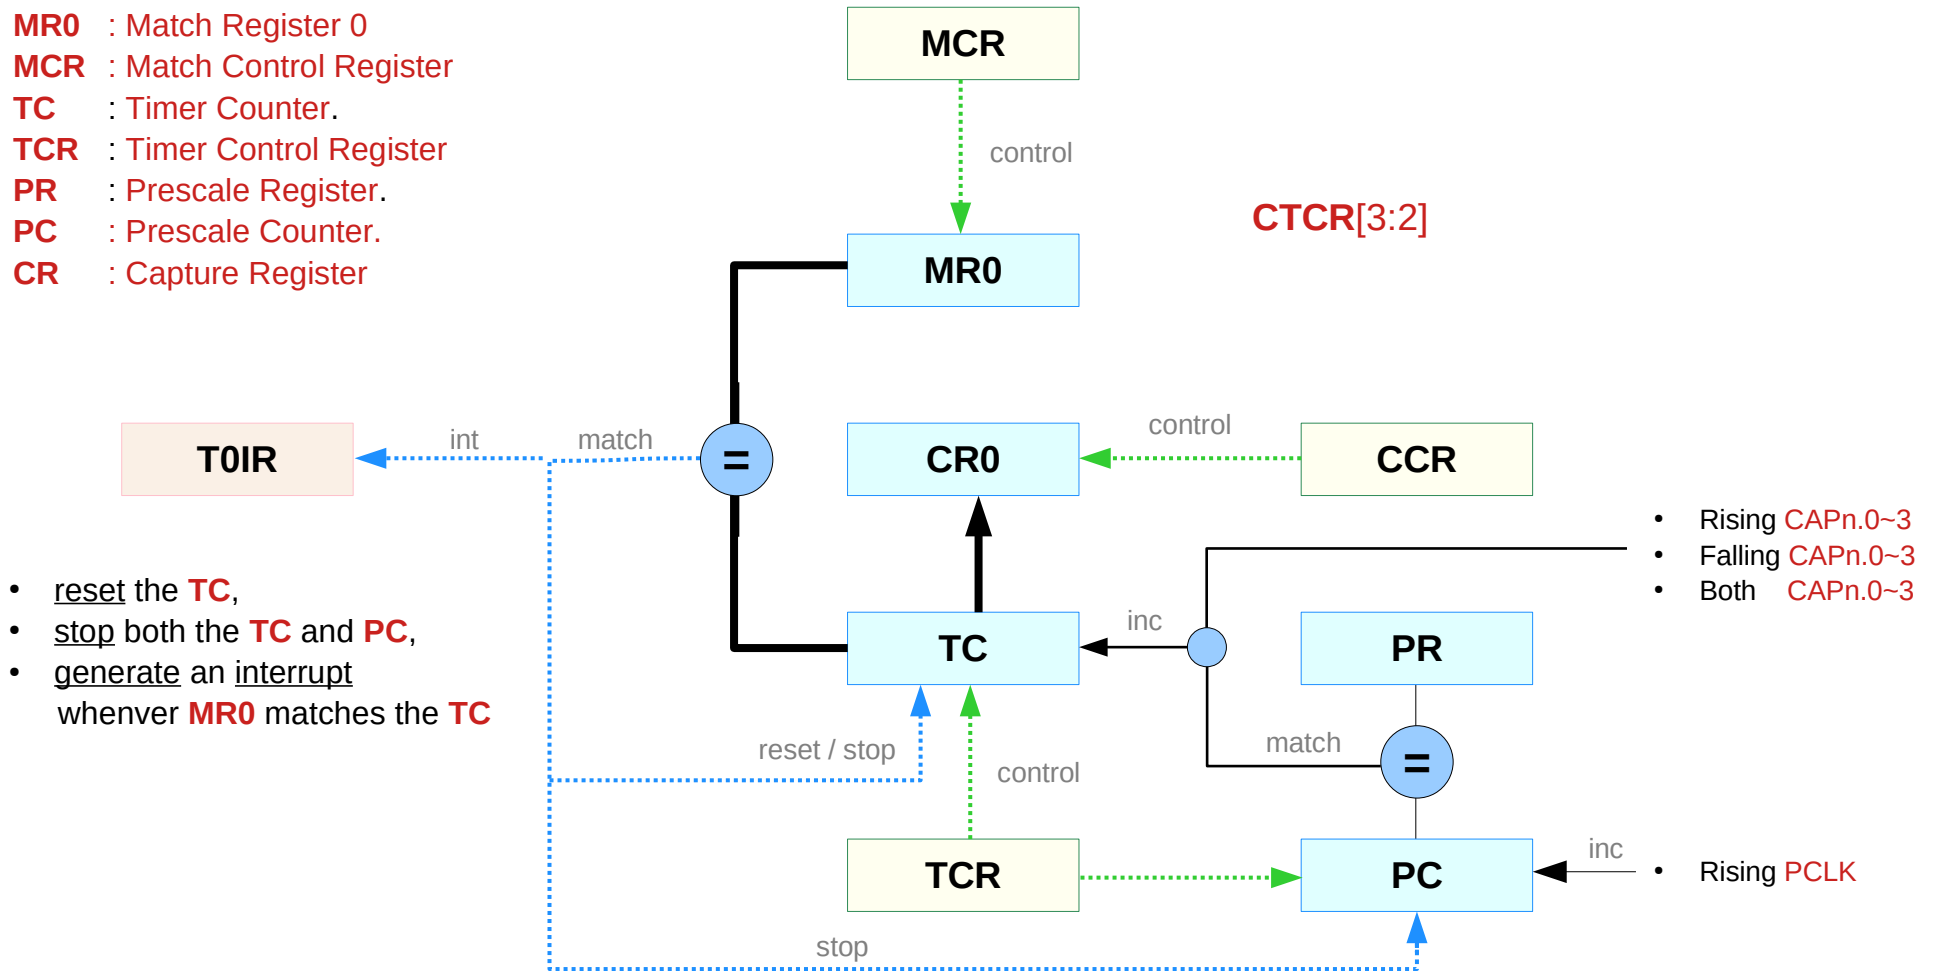 MR0 : Match Register 0
MCR : Match Control Register
TC : Timer Counter.
TCR : Timer Control Register
PR : Prescale Register.
PC : Prescale Counter.
CR : Capture Register
MCR
control
CTCR[3:2]
MR0
T0IR
int
match
=
CR0
control
CCR
• Rising CAPn.0~3
• Falling CAPn.0~3
• Both CAPn.0~3
• reset the TC,
• stop both the TC and PC,
• generate an interrupt
whenver MR0 matches the TC
TC
inc
PR
reset / stop
control
match
=
TCR
PC
inc
• Rising PCLK
stop